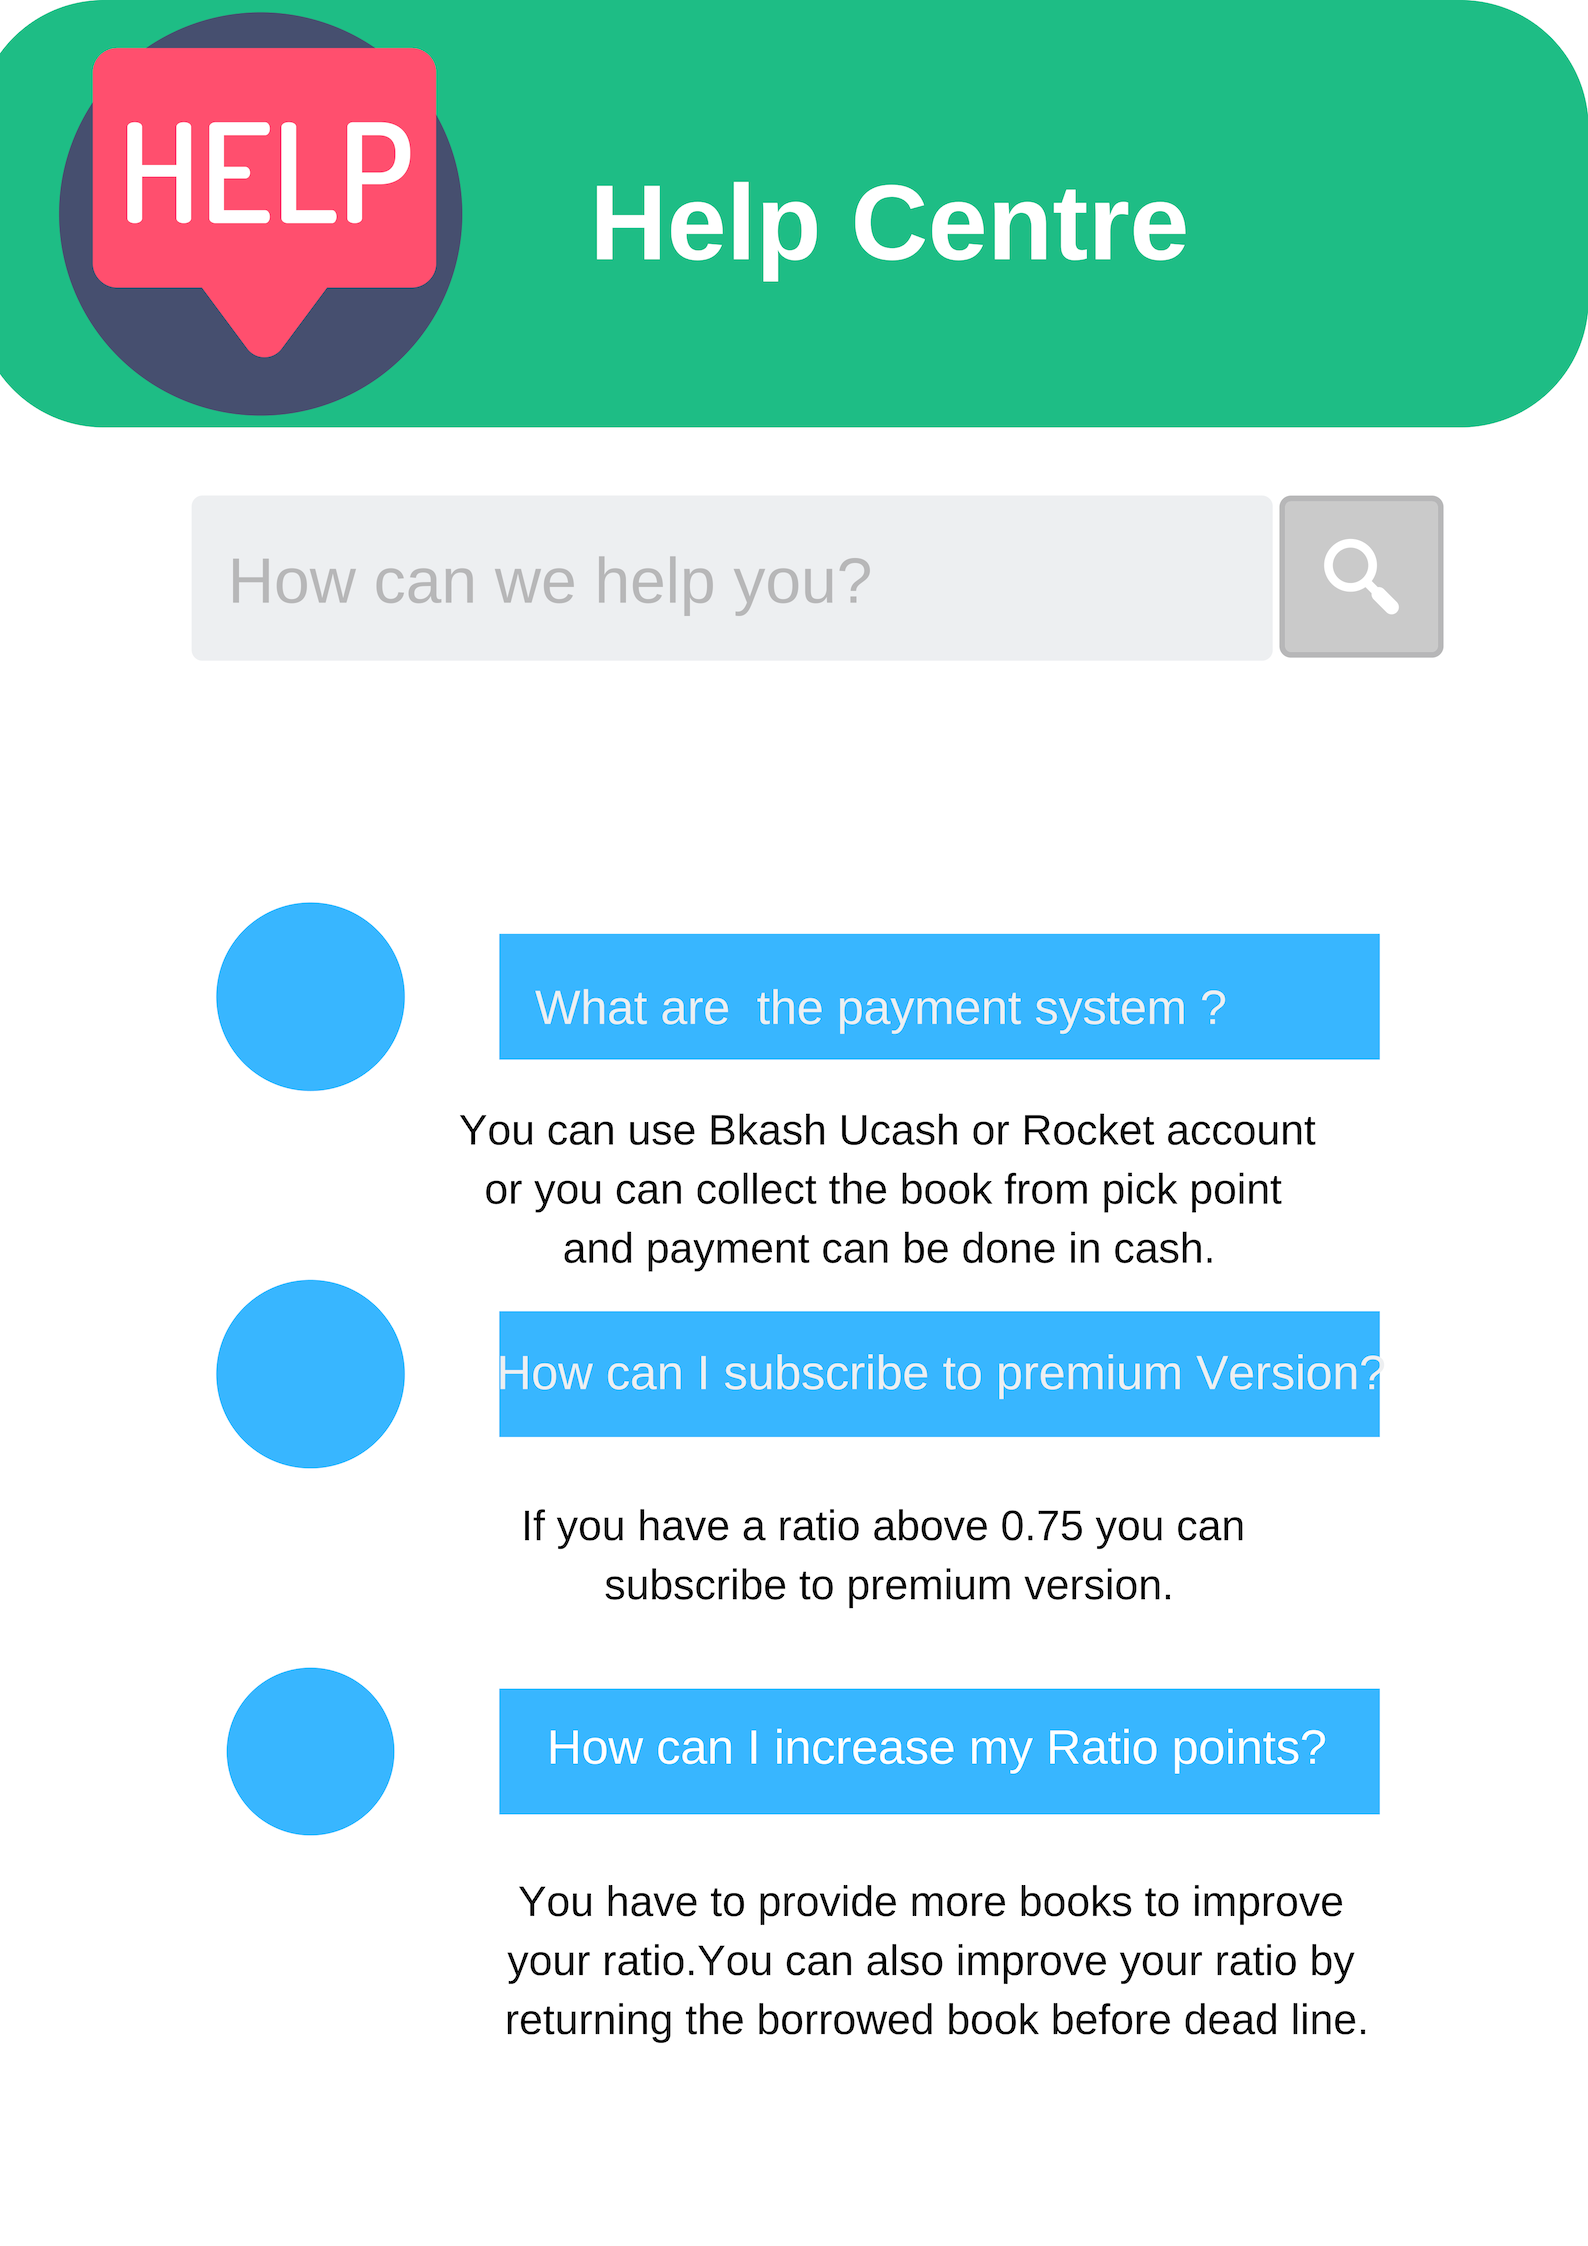 HELP
Help Centre
How can we help you?
What are  the payment system ?
You can use Bkash Ucash or Rocket account
or you can collect the book from pick point
and payment can be done in cash.
How can I subscribe to premium Version?
If you have a ratio above 0.75 you can
subscribe to premium version.
How can I increase my Ratio points?
You have to provide more books to improve
your ratio.You can also improve your ratio by
returning the borrowed book before dead line.